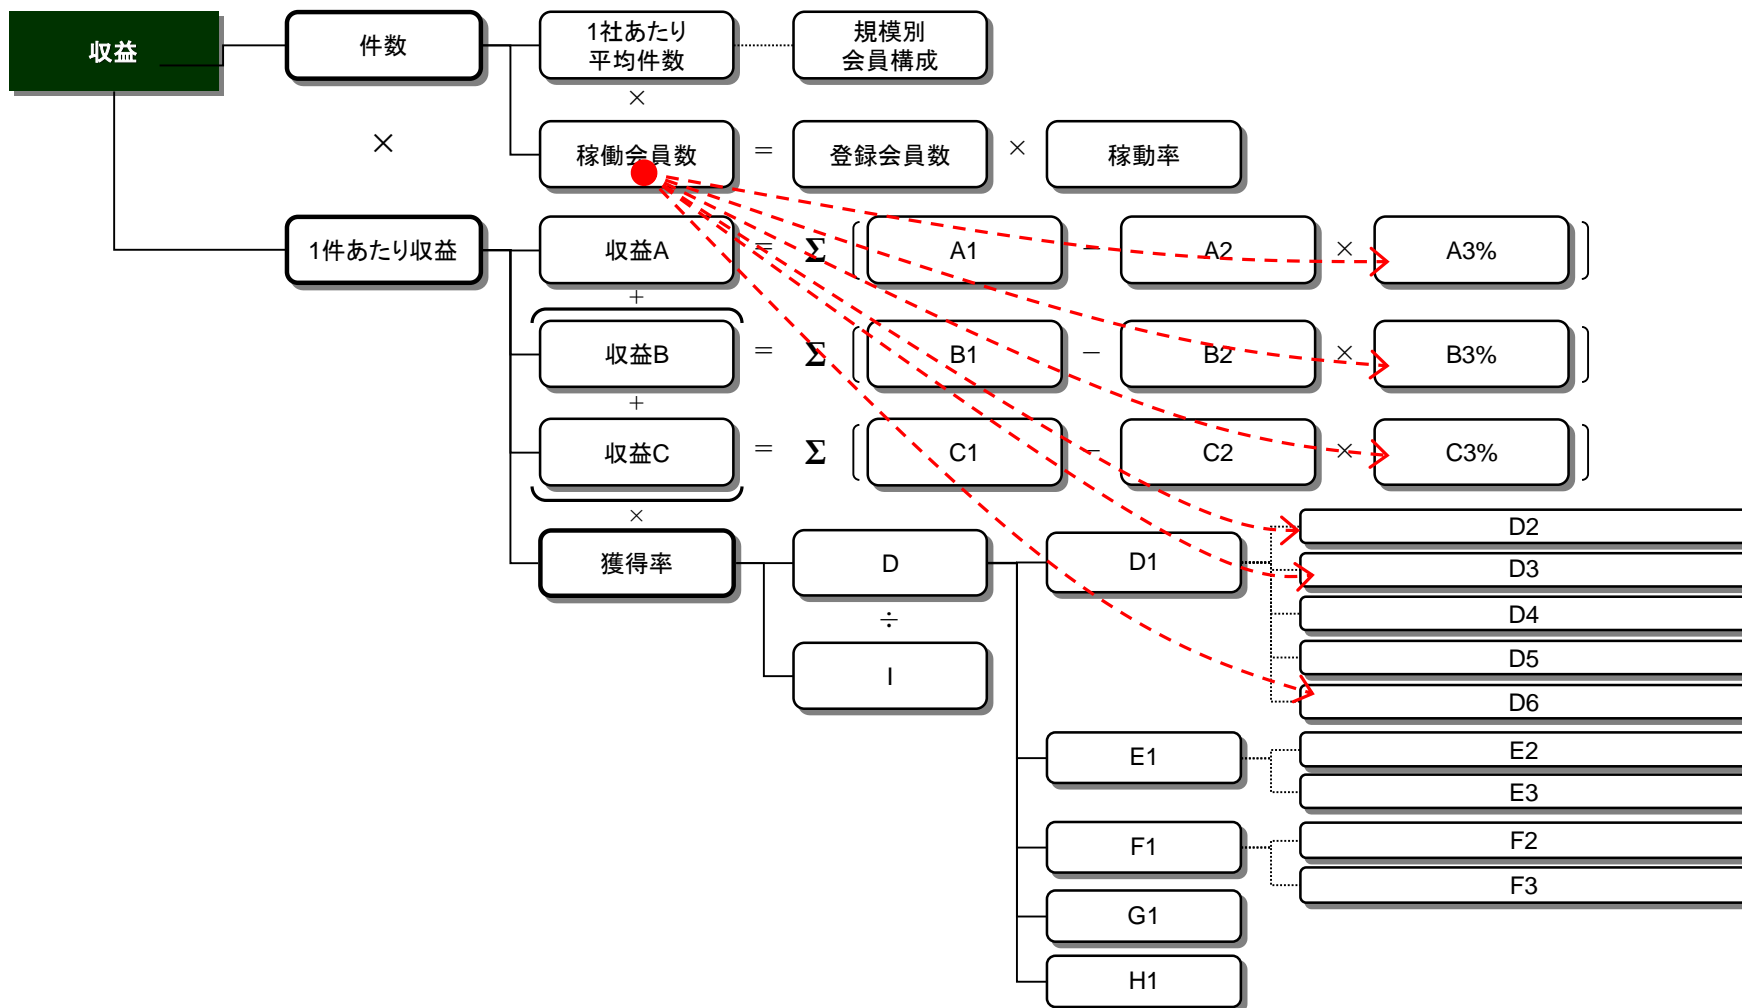 収益
件数
1社あたり
平均件数
規模別
会員構成
×
×
稼働会員数
=
登録会員数
×
稼動率
1件あたり収益
収益A
=
Σ
A1
−
A2
×
A3%
+
収益B
=
Σ
B1
−
B2
×
B3%
+
収益C
=
Σ
C1
−
C2
×
C3%
×
獲得率
D
D1
D2
D3
÷
D4
I
D5
D6
E1
E2
E3
F1
F2
F3
G1
H1